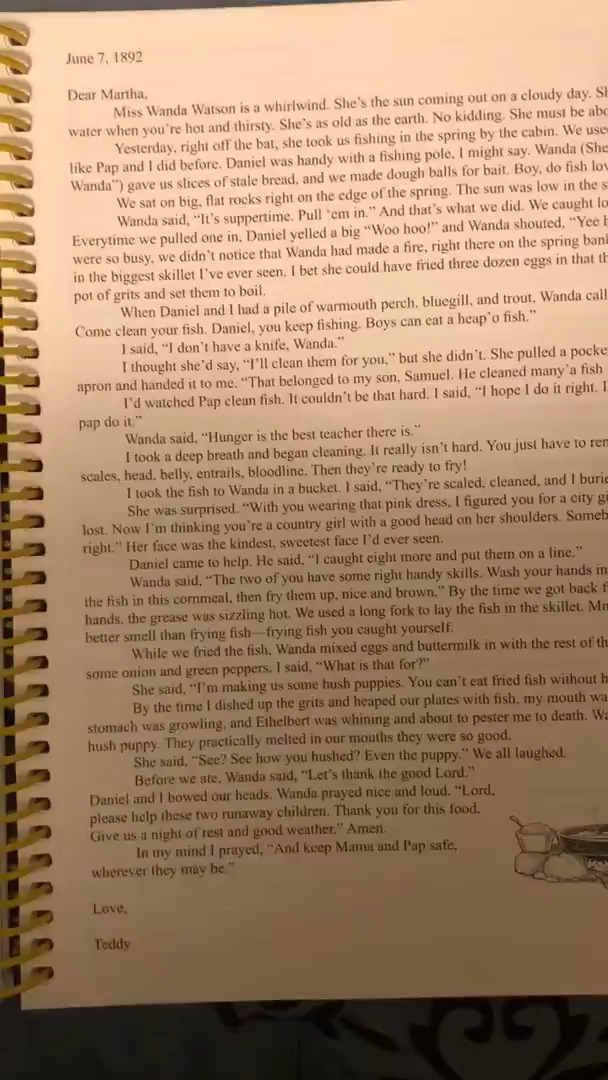 June 7, 1892
Dear Martha,
Miss Wanda Watson is a whirlwind. She's the sun coming out on a cloudy day.
water when you're hot and thirsty. She's as old as the earth. No kidding. She must be
Yesterday, right off the bat, she took us fishing in the spring by the cabin. We
like Pap and I did before. Daniel was handy with a fishing pole, I might say. Wanda (She
Wanda") gave us slices of stale bread, and we made dough balls for bait. Boy, do fish
We sat on big, flat rocks right on the edge of the spring. The sun was low in the
Wanda said, "It's suppertime. Pull 'em in." And that's what we did. We caught
Everytime we pulled one in, Daniel yelled a big "Woo hoo!" and Wanda shouted, "Yee
were so busy, we didn't notice that Wanda had made a fire, right there on the spring
in the biggest skillet I've ever seen. I bet she could have fried three dozen eggs in that
pot of grits and set them to boil.
When Daniel and I had a pile of warmouth perch, bluegill, and trout, Wanda
Come clean your fish. Daniel, you keep fishing. Boys can eat a heap'o fish."
I said, "I don't have a knife, Wanda."
I thought she'd say, "I'll clean them for you," but she didn't. She pulled a
apron and handed it to me. "That belonged to my son, Samuel. He cleaned many'a fish
I'd watched Pap clean fish. It couldn't be that hard. I said, "I hope I do it right.
pap do it."
Wanda said, "Hunger is the best teacher there is."
I took a deep breath and began cleaning. It really isn't hard. You just have to
scales, head, belly, entrails, bloodline. Then they're ready to fry!
I took the fish to Wanda in a bucket. I said, "They're scaled, cleaned, and I
She was surprised. "With you wearing that pink dress, I figured you for a city
lost. Now I'm thinking you're a country girl with a good head on her shoulders.
right." Her face was the kindest, sweetest face I'd ever seen.
Daniel came to help. He said, "I caught eight more and put them on a line."
Wanda said, "The two of you have some right handy skills. Wash your hands in
the fish in this cornmeal, then fry them up, nice and brown." By the time we got back
hands, the grease was sizzling hot. We used a long fork to lay the fish in the skillet.
better smell than frying fish—frying fish you caught yourself.
While we fried the fish, Wanda mixed eggs and buttermilk in with the rest of
some onion and green peppers. I said, "What is that for?"
She said, "I'm making us some hush puppies. You can't eat fried fish without
By the time I dished up the grits and heaped our plates with fish, my mouth
stomach was growling, and Ethelbert was whining and about to pester me to death.
hush puppy. They practically melted in our mouths they were so good.
She said, "See? See how you hushed? Even the puppy." We all laughed.
Before we ate, Wanda said, "Let's thank the good Lord."
Daniel and I bowed our heads. Wanda prayed nice and loud. "Lord,
please help these two runaway children. Thank you for this food.
Give us a night of rest and good weather." Amen.
In my mind I prayed, "And keep Mama and Pap safe,
wherever they may be."
Love,
Teddy